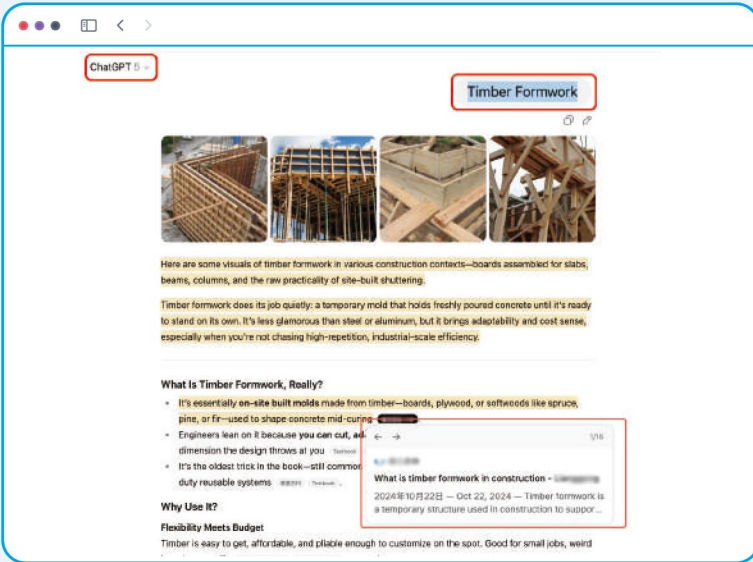 ChatGPT 5
Timber Formwork
Here are some visuals of timber formwork in various construction contexts—boards assembled for slabs,
beams, columns, and the raw practicality of site-built shuttering.
Timber formwork does its job quietly: a temporary mold that holds freshly poured concrete until it's ready
to stand on its own. It's less glamorous than steel or aluminum, but it brings adaptability and cost sense,
especially when you're not chasing high-repetition, industrial-scale efficiency.
What Is Timber Formwork, Really?
It's essentially on-site built molds made from timber—boards, plywood, or softwoods like spruce,
pine, or fir—used to shape concrete mid-curing
Engineers lean on it because you can cut, ad
dimension the design throws at you Textbook
It's the oldest trick in the book—still common
duty reusable systems Textbook .
1/16
What is timber formwork in construction -
2024年10月22日 — Oct 22, 2024 — Timber formwork is
a temporary structure used in construction to suppor...
Why Use It?
Flexibility Meets Budget
Timber is easy to get, affordable, and pliable enough to customize on the spot. Good for small jobs, weird